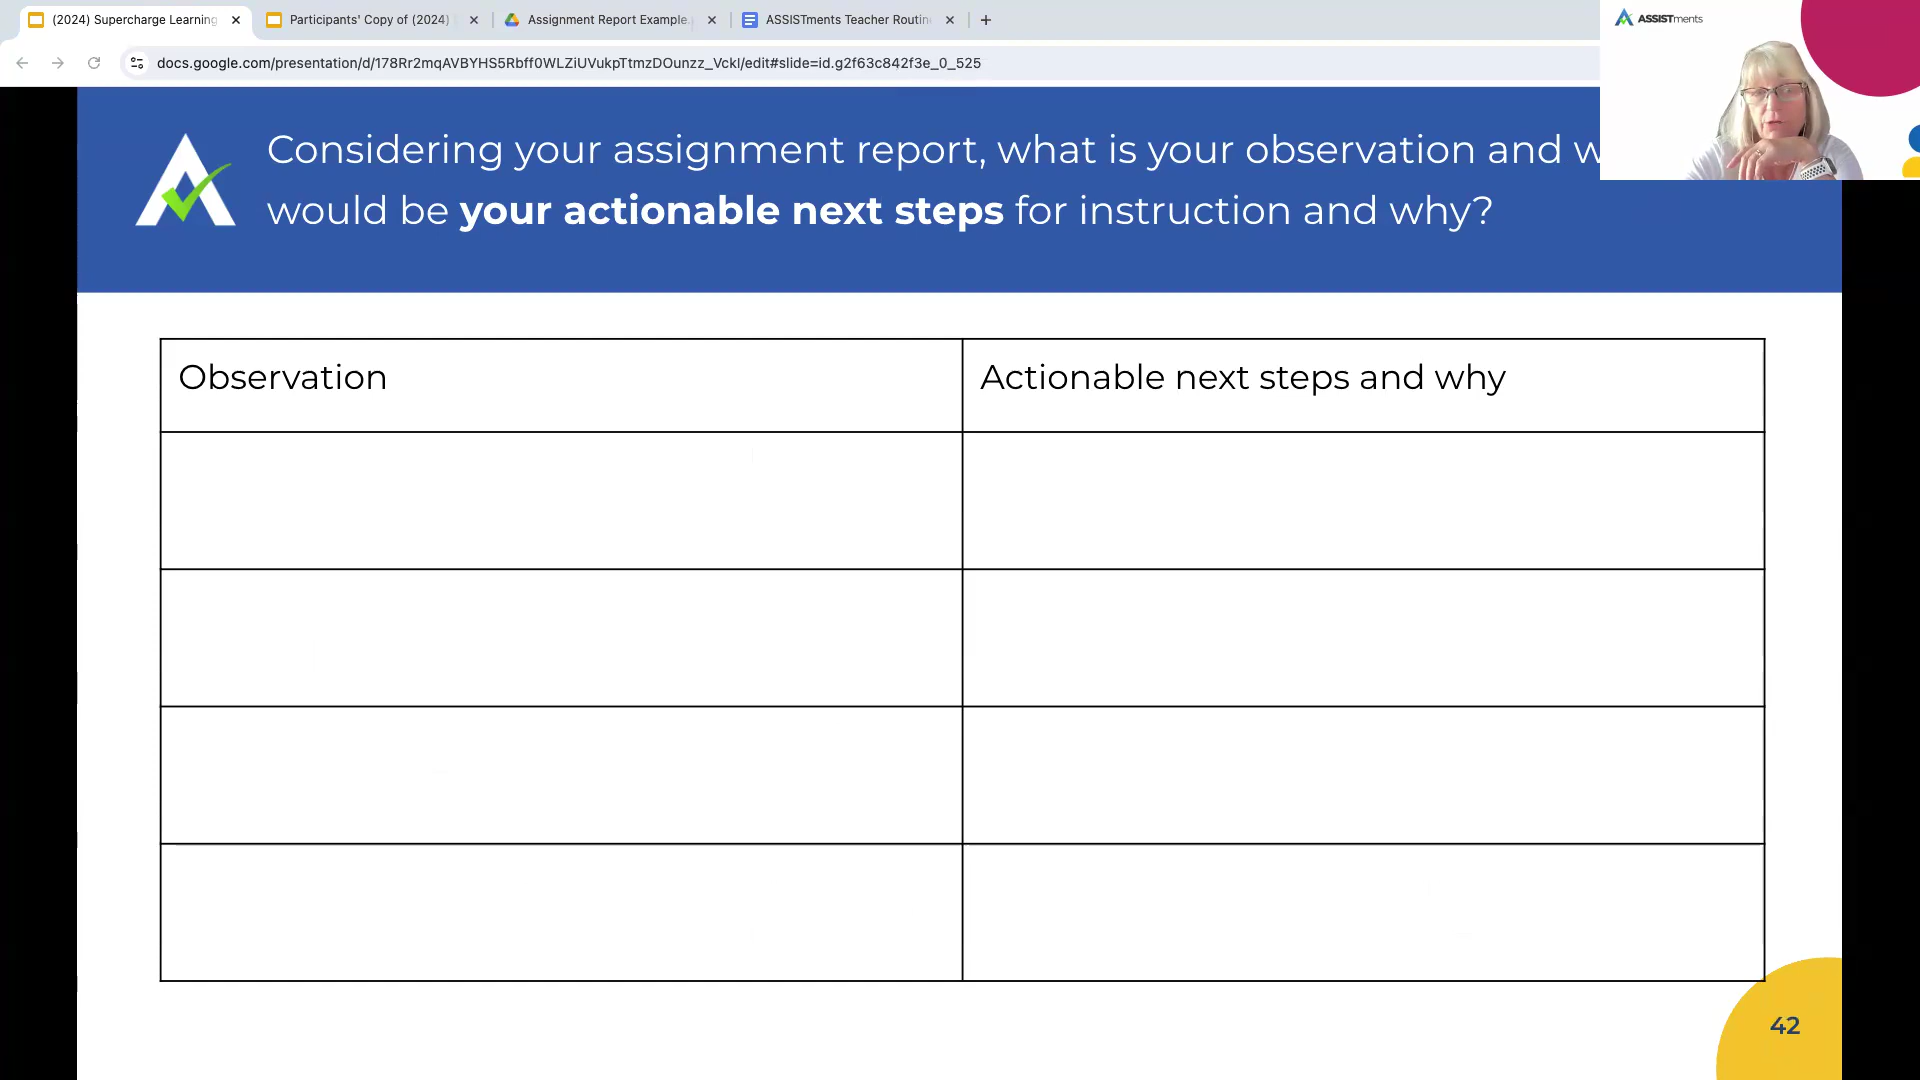 (2024) Supercharge Learning
Participants' Copy of (2024)
Assignment Report Example.
ASSISTments Teacher Routin
docs.google.com/presentation/d/178Rr2mqAVBYHS5Rbff0WLZiUVukpTtmzDOunzz_Vckl/edit#slide=id.g2f63c842f3e_0_525
ASSISTments
Considering your assignment report, what is your observation and w
would be your actionable next steps for instruction and why?
Observation
Actionable next steps and why
42